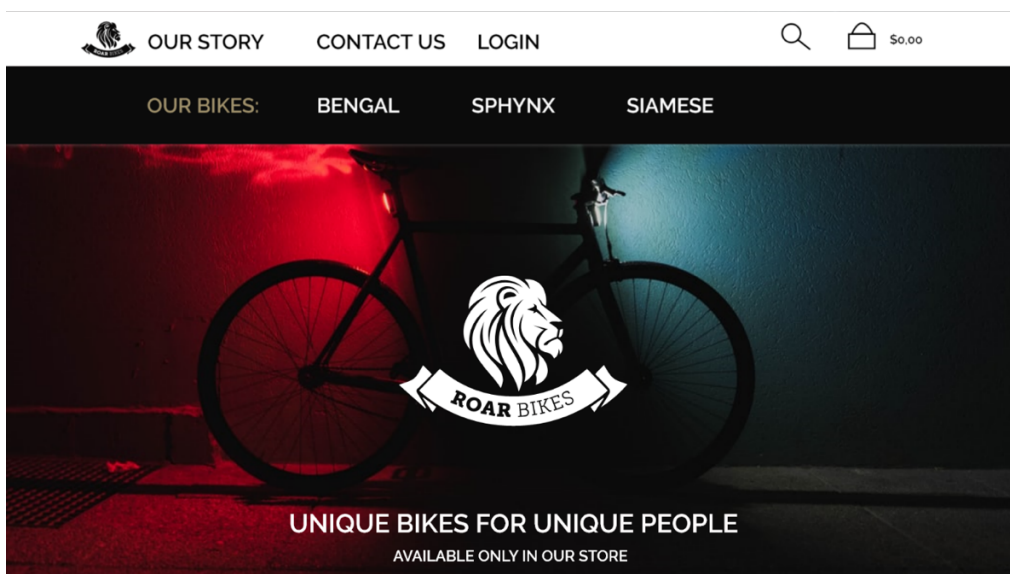 OUR STORY CONTACT US LOGIN $0,00
OUR BIKES: BENGAL SPHYNX SIAMESE
ROAR BIKES
UNIQUE BIKES FOR UNIQUE PEOPLE
AVAILABLE ONLY IN OUR STORE